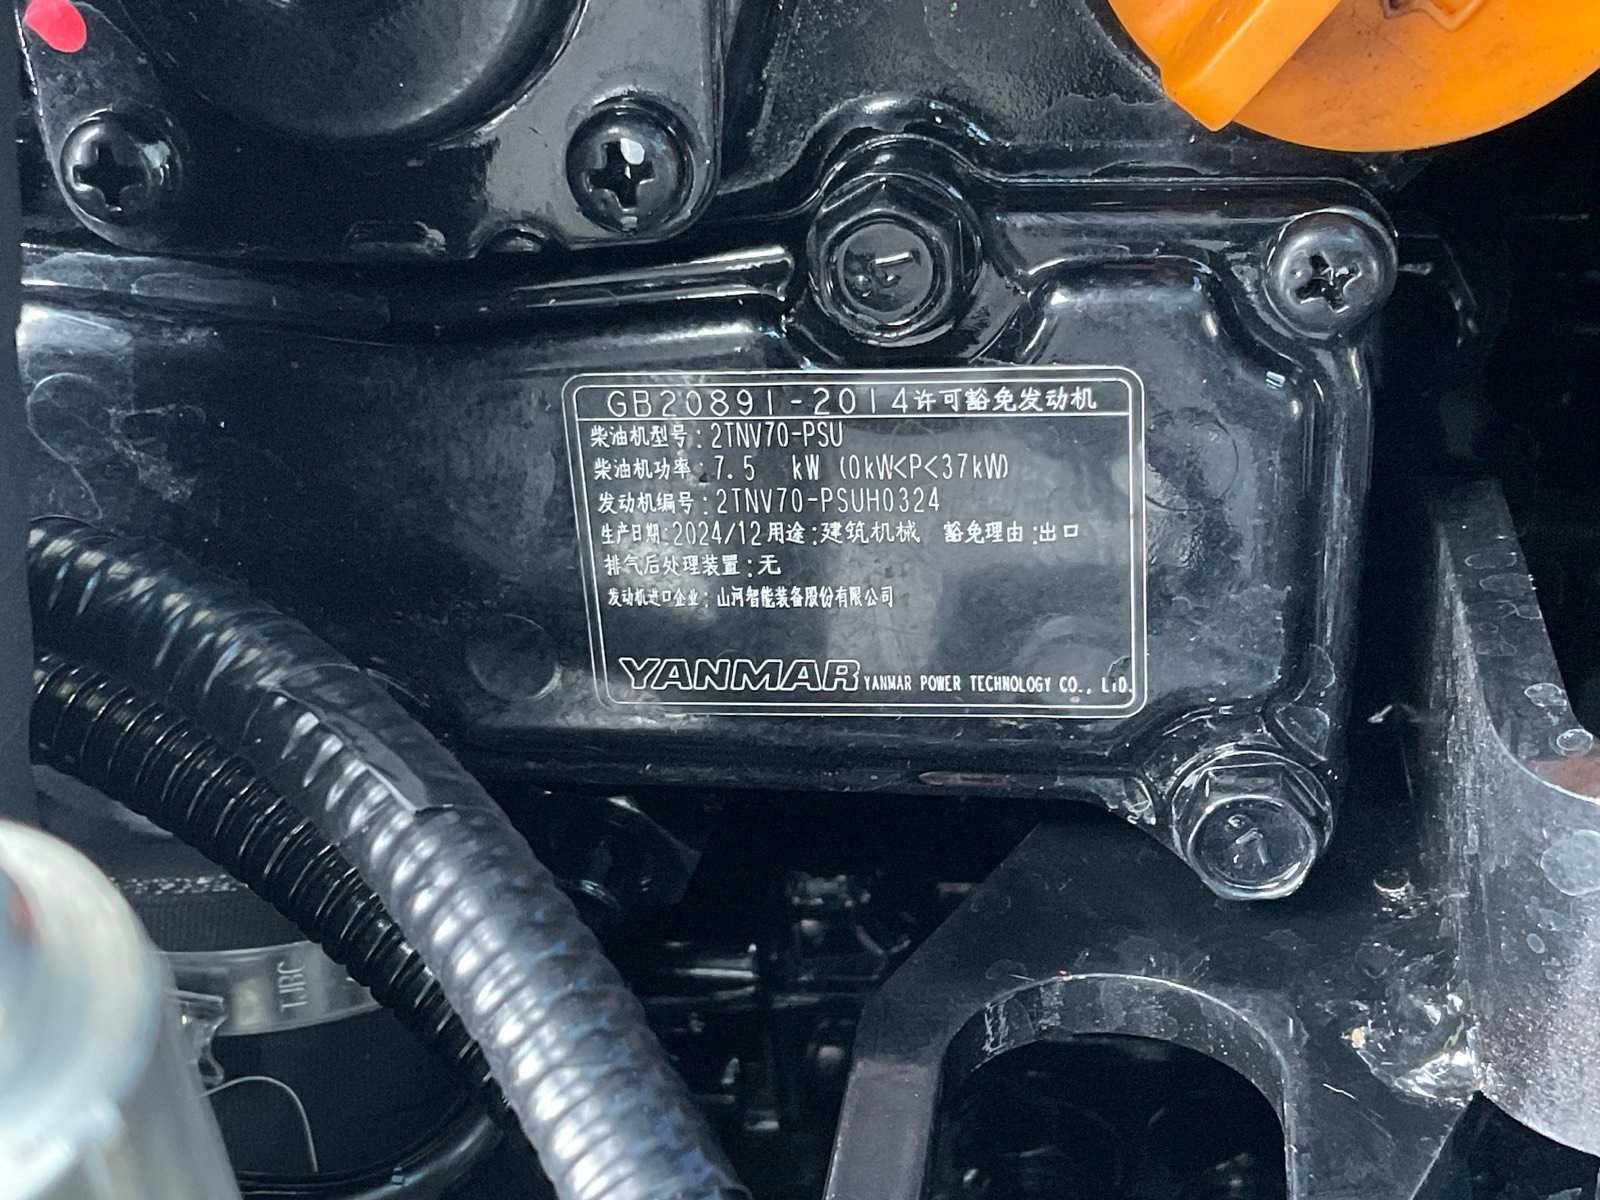 GB20891-2014许可豁免发动机
柴油机型号:2TNV70-PSU
柴油机功率:7.5 kW (0kW<P<37kW)
发动机编号:2TNV70-PSUH0324
生产日期:2024/12用途:建筑机械 豁免理由:出口
排气后处理装置:无
发动机进口企业:山河智能装备股份有限公司
YANMAR YANMAR POWER TECHNOLOGY CO., LTD.
7
7